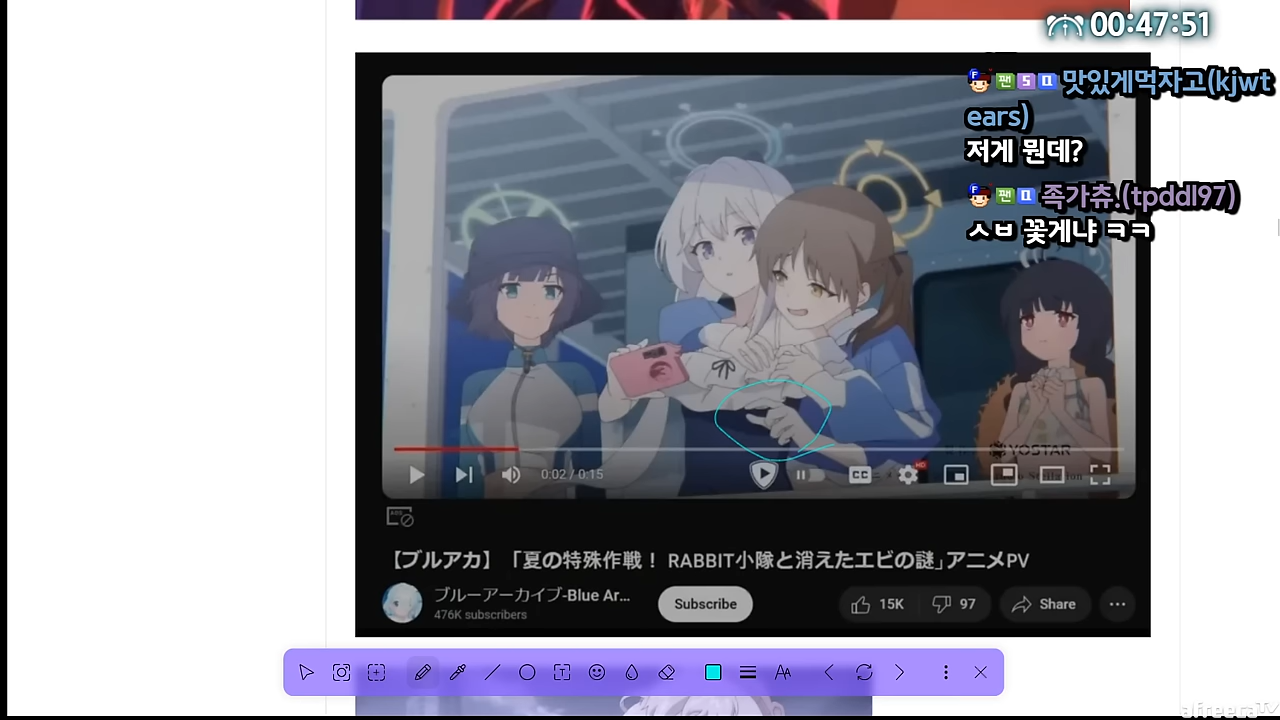 00:47:51
맛있게먹자고(kjwt
ears)
저게 뭔데?
족가츄.(tpddl97)
ㅅㅂ 꽃게냐 ㅋㅋ
YOSTAR
0:02 / 0:15
CC
HD
ADS
【ブルアカ】「夏の特殊作戦！ RABBIT小隊と消えたエビの謎」アニメPV
ブルーアーカイブ-Blue Ar...
476K subscribers
Subscribe
15K
97
Share
afreecaTV